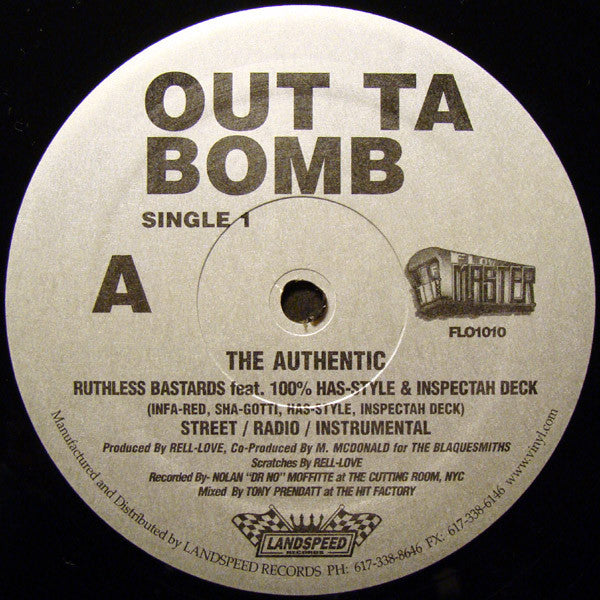 OUT TA
BOMB
SINGLE 1
A
MASTER
FLO1010
THE AUTHENTIC
RUTHLESS BASTARDS feat. 100% HAS-STYLE & INSPECTAH DECK
(INFA-RED, SHA-GOTTI, HAS-STYLE, INSPECTAH DECK)
STREET / RADIO / INSTRUMENTAL
Produced By RELL-LOVE, Co-Produced By M. MCDONALD for THE BLAQUESMITHS
Scratches By RELL-LOVE
Recorded By- NOLAN "DR NO" MOFFITTE at THE CUTTING ROOM, NYC
Mixed By TONY PRENDATT at THE HIT FACTORY
LANDSPEED
RECORDS
Manufactured and Distributed by LANDSPEED RECORDS PH: 617-338-8646 FX: 617-338-6146 www.vinyl.com